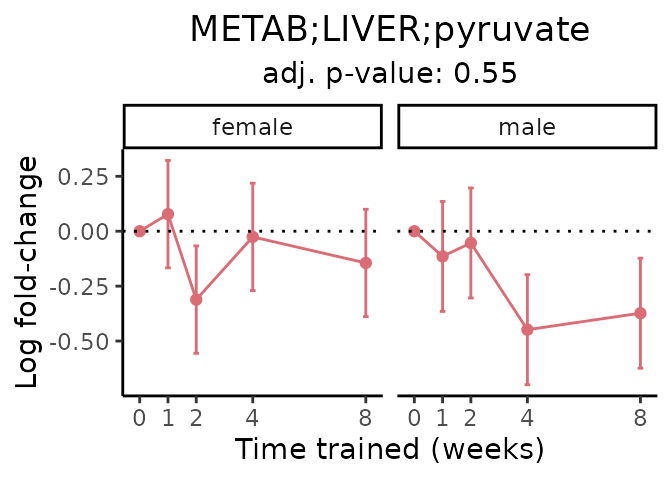 METAB;LIVER;pyruvate
adj. p-value: 0.55
female
male
Log fold-change
0.25
0.00
-0.25
-0.50
0 1 2 4 8
0 1 2 4 8
Time trained (weeks)